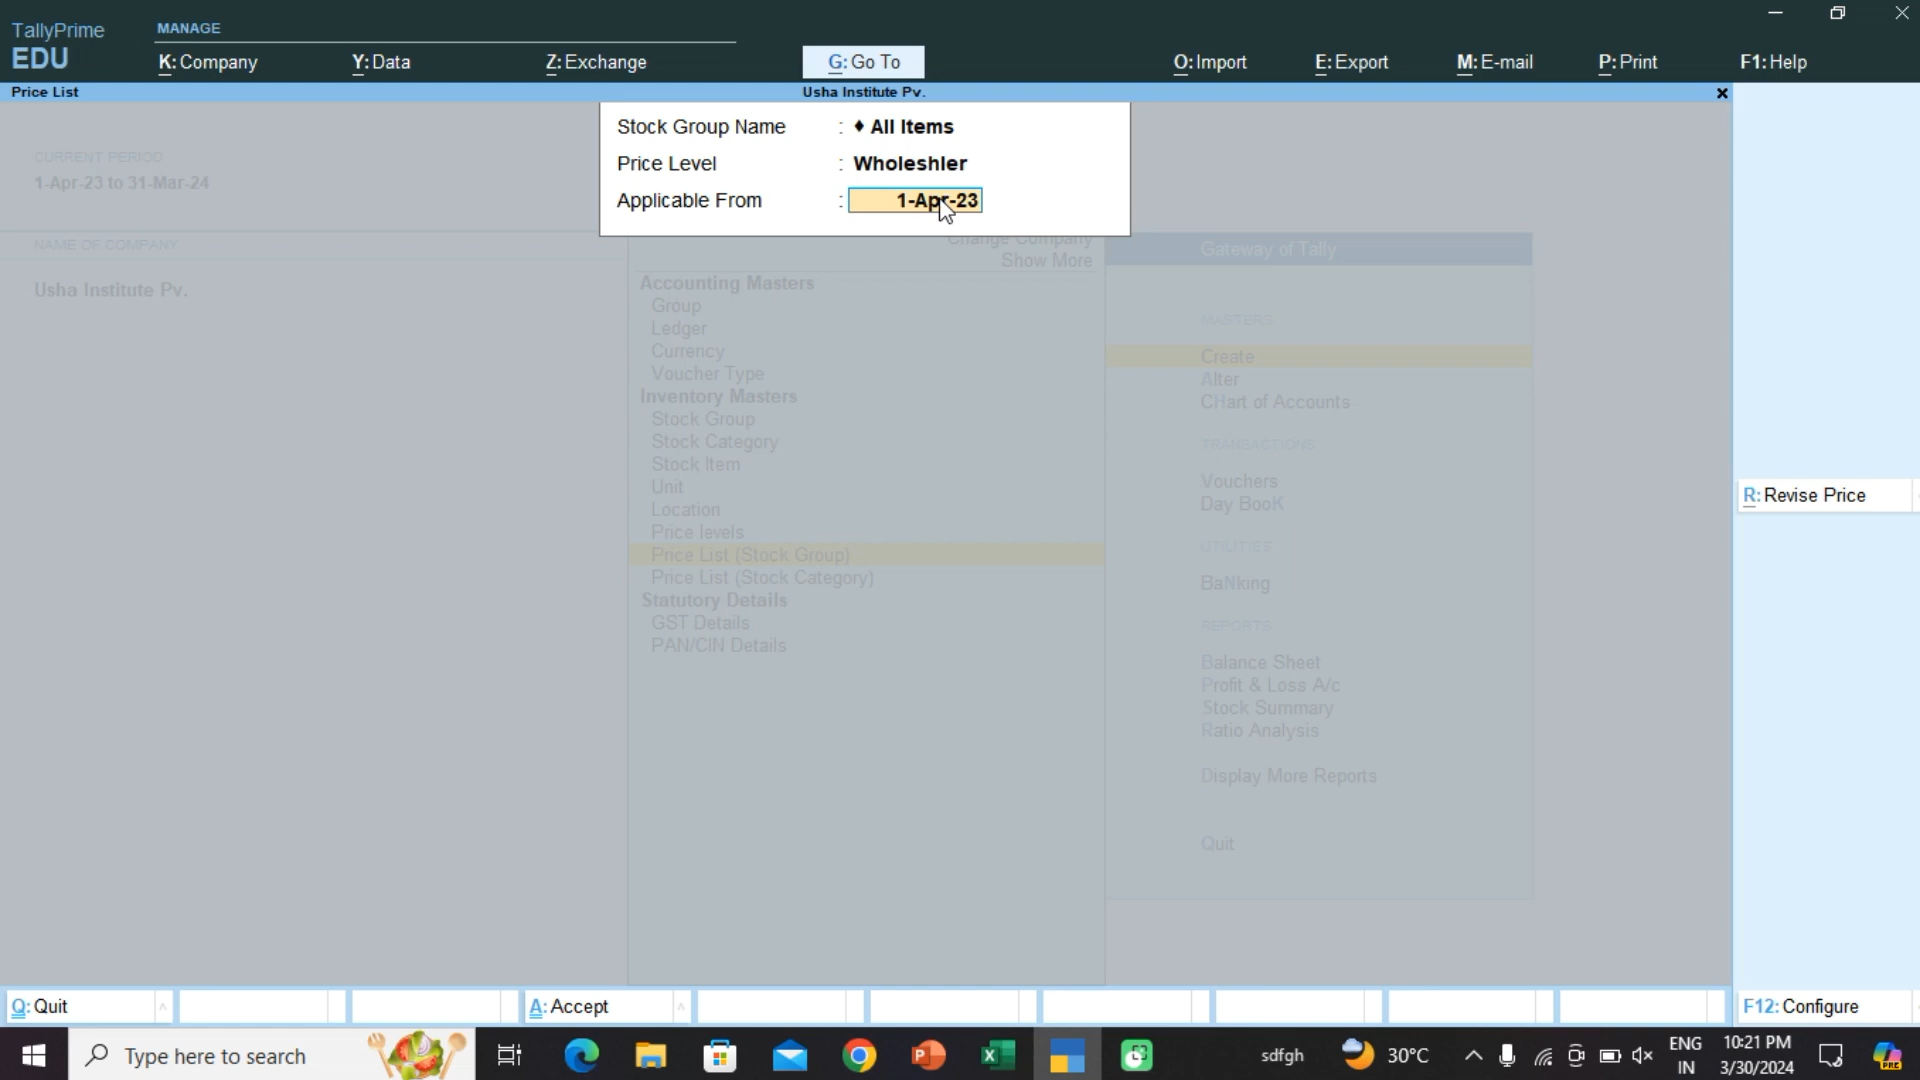 TallyPrime
EDU
MANAGE
K: Company
Y: Data
Z: Exchange
G: Go To
O: Import
E: Export
M: E-mail
P: Print
F1: Help
Price List
Usha Institute Pv.
Stock Group Name : ♦ All Items
Price Level : Wholeshler
Applicable From : 1-Apr-23
CURRENT PERIOD
1-Apr-23 to 31-Mar-24
NAME OF COMPANY
Usha Institute Pv.
Change Company
Show More
Accounting Masters
Group
Ledger
Currency
Voucher Type
Inventory Masters
Stock Group
Stock Category
Stock Item
Unit
Location
Price levels
Price List (Stock Group)
Price List (Stock Category)
Statutory Details
GST Details
PAN/CIN Details
Gateway of Tally
MASTERS
Create
Alter
CHart of Accounts
TRANSACTIONS
Vouchers
Day BooK
UTILITIES
BaNking
REPORTS
Balance Sheet
Profit & Loss A/c
Stock Summary
Ratio Analysis
Display More Reports
Quit
R: Revise Price
Q: Quit
A: Accept
F12: Configure
Type here to search
sdfgh
30°C
ENG
IN
10:21 PM
3/30/2024